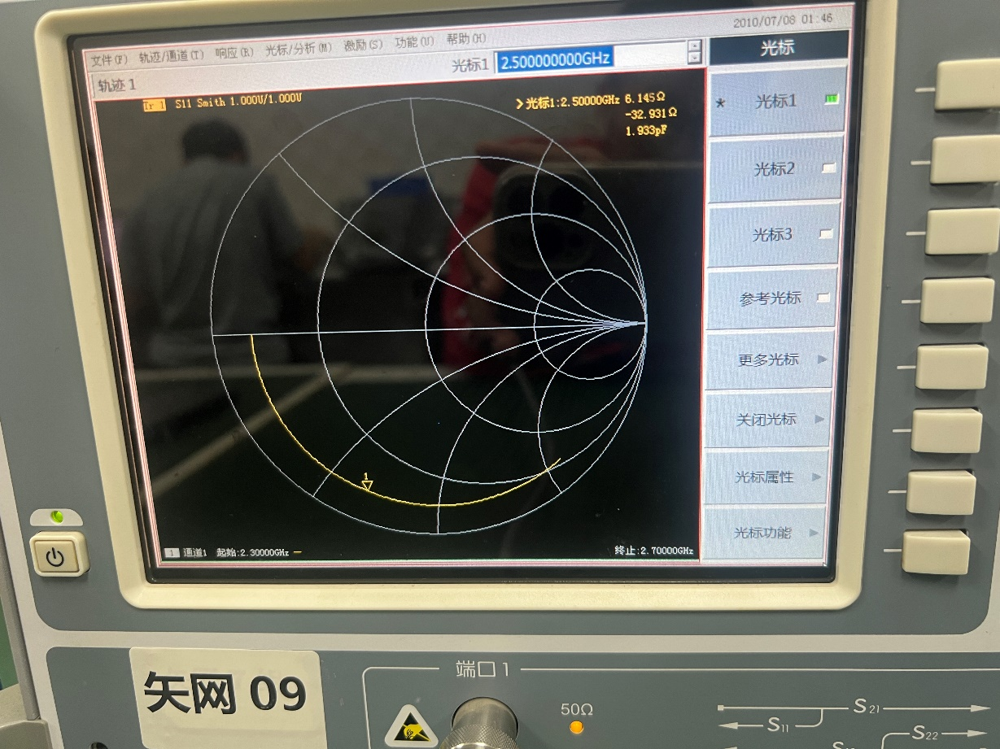 2010/07/08 01:46
文件(F) 轨迹/通道(T) 响应(R) 光标/分析(M) 激励(S) 功能(U) 帮助(H)
光标1 2.500000000GHz
轨迹 1
Tr 1 S11 Smith 1.000U/1.000U
>光标1:2.50000GHz 6.145Ω
-32.931Ω
1.933pF
1
1 通道1 起始:2.30000GHz
终止:2.70000GHz
光标
* 光标1
光标2
光标3
参考光标
更多光标
关闭光标
光标属性
光标功能
矢网 09
端口 1
50Ω
S21
S11
S22